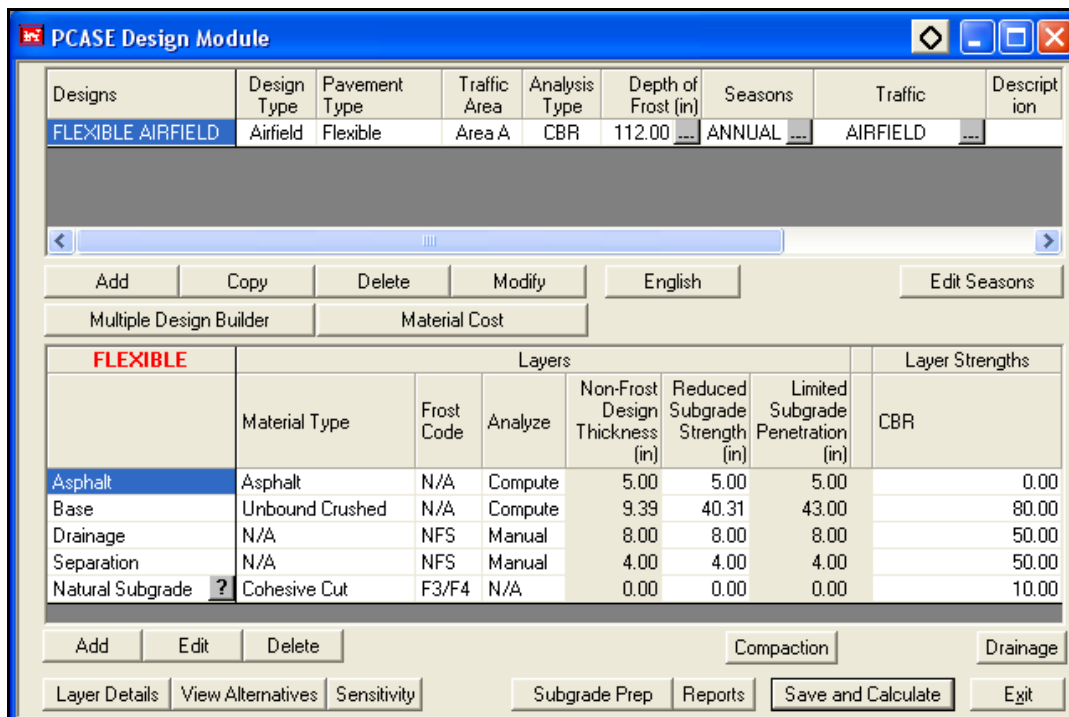 PCASE Design Module
Designs Design Type Pavement Type Traffic Area Analysis Type Depth of Frost (in) Seasons Traffic Descript ion
FLEXIBLE AIRFIELD Airfield Flexible Area A CBR 112.00 ... ANNUAL ... AIRFIELD ...
Add Copy Delete Modify English Edit Seasons
Multiple Design Builder Material Cost
FLEXIBLE Layers Layer Strengths
Material Type Frost Code Analyze Non-Frost Design Thickness (in) Reduced Subgrade Strength (in) Limited Subgrade Penetration (in) CBR
Asphalt Asphalt N/A Compute 5.00 5.00 5.00 0.00
Base Unbound Crushed N/A Compute 9.39 40.31 43.00 80.00
Drainage N/A NFS Manual 8.00 8.00 8.00 50.00
Separation N/A NFS Manual 4.00 4.00 4.00 50.00
Natural Subgrade ? Cohesive Cut F3/F4 N/A 0.00 0.00 0.00 10.00
Add Edit Delete Compaction Drainage
Layer Details View Alternatives Sensitivity Subgrade Prep Reports Save and Calculate Exit